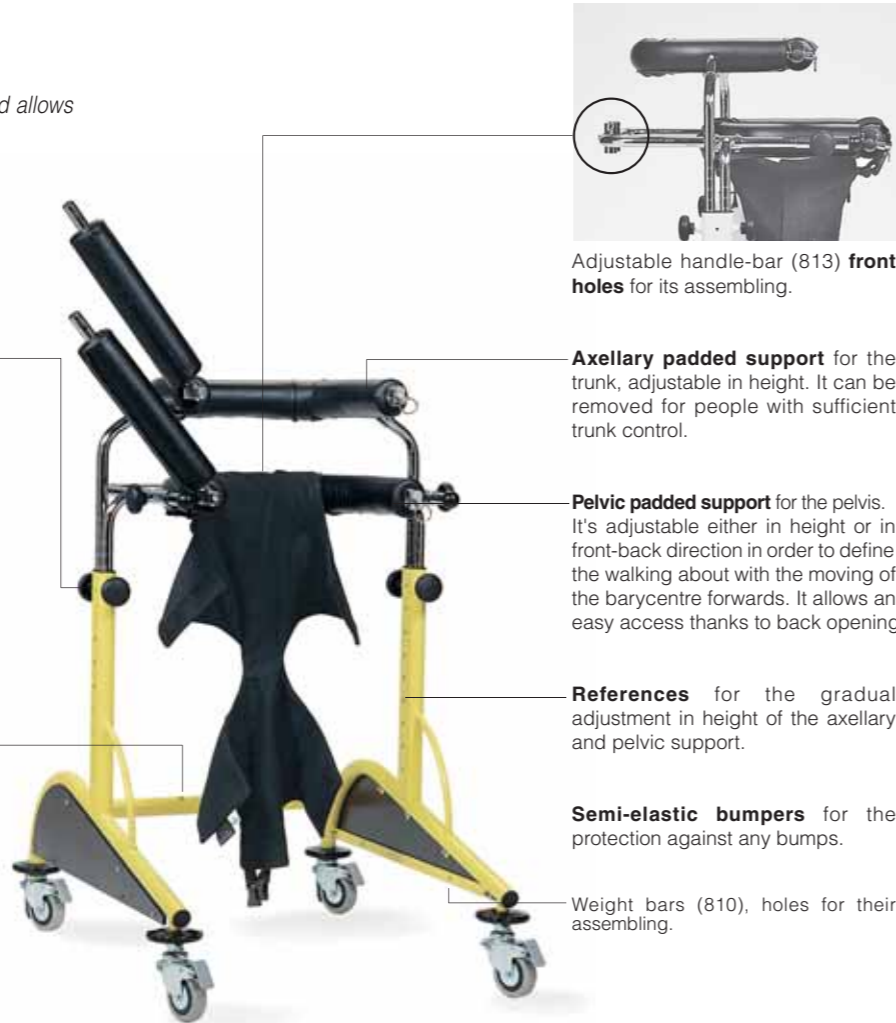 d allows
Adjustable handle-bar (813) front
holes for its assembling.
Axellary padded support for the
trunk, adjustable in height. It can be
removed for people with sufficient
trunk control.
Pelvic padded support for the pelvis.
It's adjustable either in height or in
front-back direction in order to define
the walking about with the moving of
the barycentre forwards. It allows an
easy access thanks to back opening
References for the gradual
adjustment in height of the axellary
and pelvic support.
Semi-elastic bumpers for the
protection against any bumps.
Weight bars (810), holes for their
assembling.